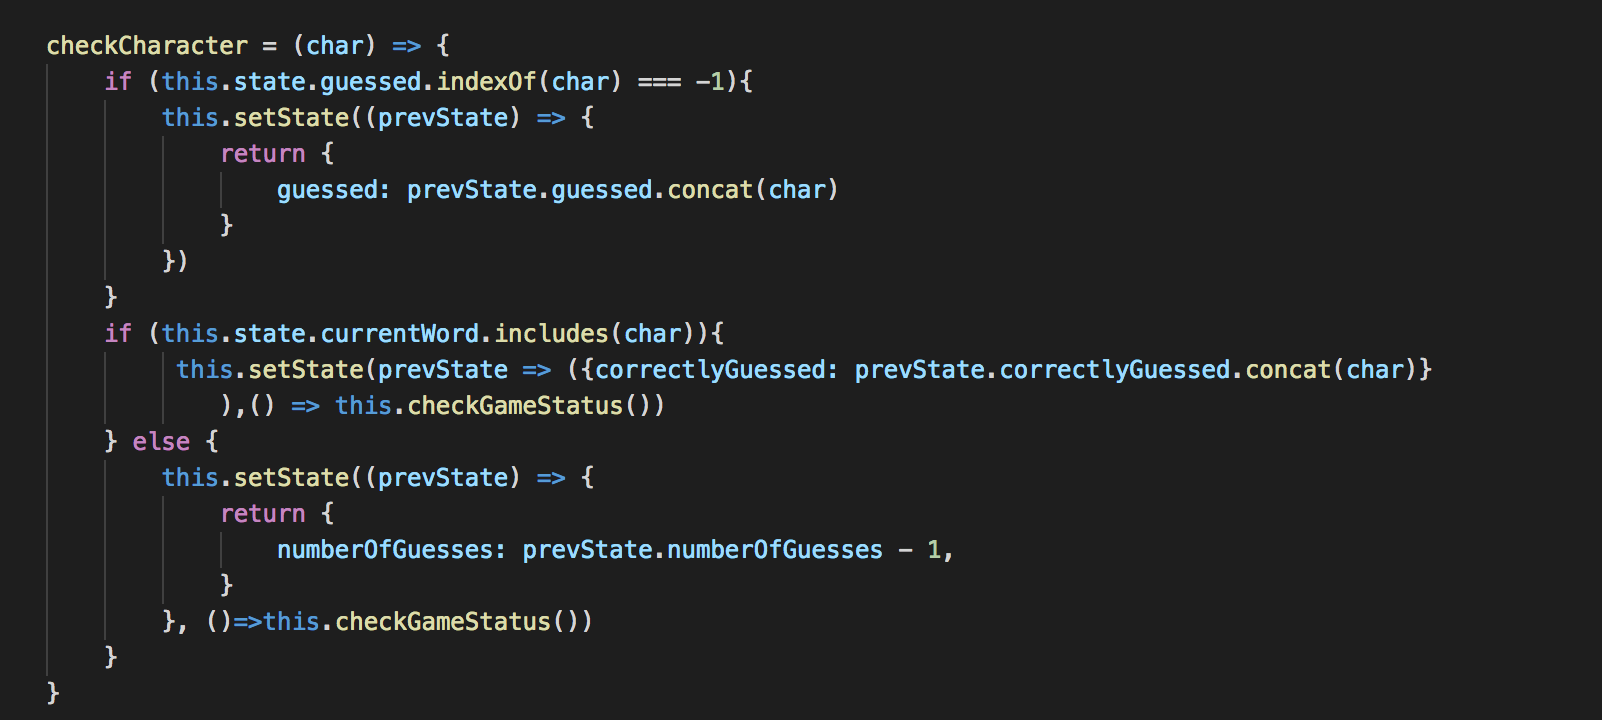 checkCharacter = (char) => {
    if (this.state.guessed.indexOf(char) === -1){
        this.setState((prevState) => {
            return {
                guessed: prevState.guessed.concat(char)
            }
        })
    }
    if (this.state.currentWord.includes(char)){
         this.setState(prevState => ({correctlyGuessed: prevState.correctlyGuessed.concat(char)}
            ),() => this.checkGameStatus())
    } else {
        this.setState((prevState) => {
            return {
                numberOfGuesses: prevState.numberOfGuesses - 1,
            }
        }, ()=>this.checkGameStatus())
    }
}